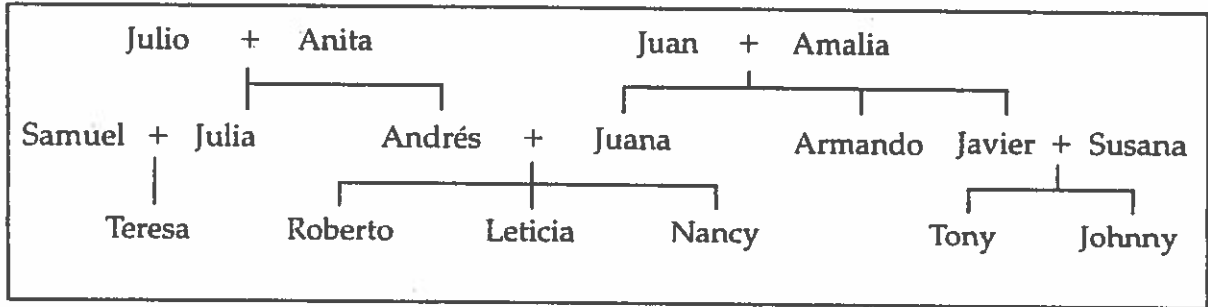 Julio + Anita Juan + Amalia
Samuel + Julia Andrés + Juana Armando Javier + Susana
Teresa Roberto Leticia Nancy Tony Johnny